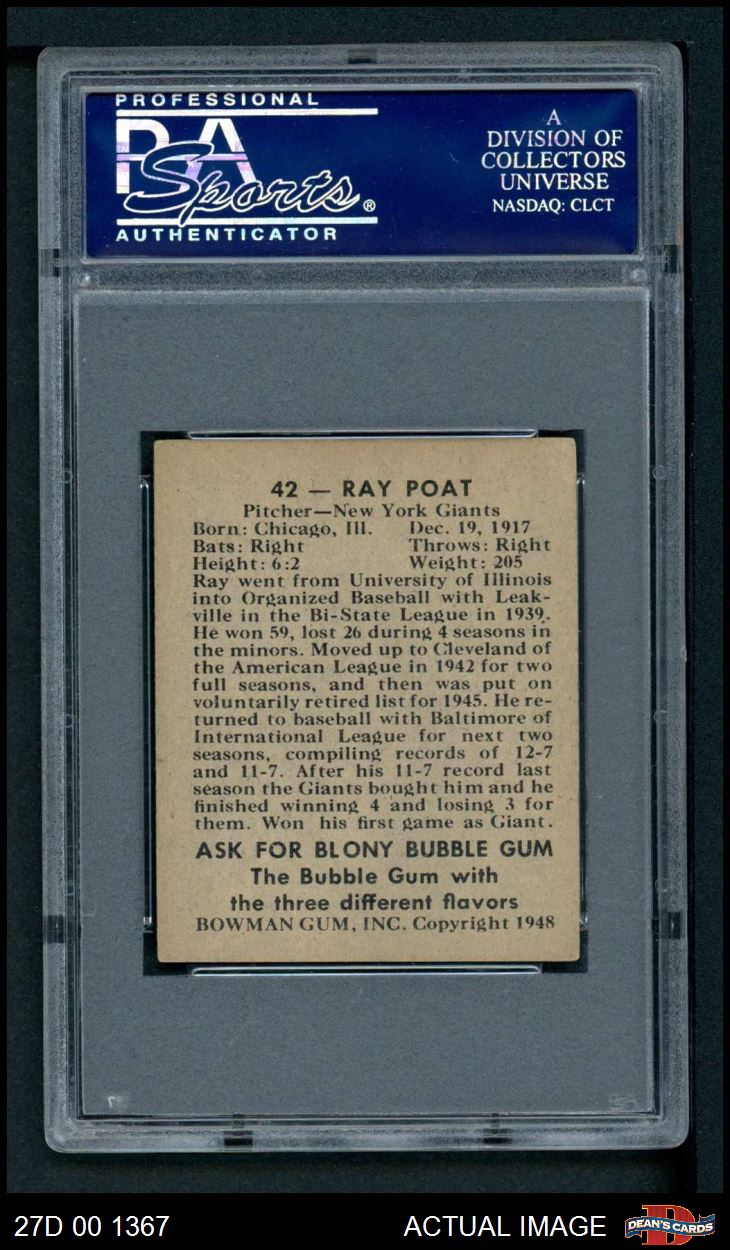 PROFESSIONAL
PSA
Sports®
AUTHENTICATOR
A
DIVISION OF
COLLECTORS
UNIVERSE
NASDAQ: CLCT
42 — RAY POAT
Pitcher—New York Giants
Born: Chicago, Ill. Dec. 19, 1917
Bats: Right Throws: Right
Height: 6:2 Weight: 205
Ray went from University of Illinois
into Organized Baseball with Leak-
ville in the Bi-State League in 1939.
He won 59, lost 26 during 4 seasons in
the minors. Moved up to Cleveland of
the American League in 1942 for two
full seasons, and then was put on
voluntarily retired list for 1945. He re-
turned to baseball with Baltimore of
International League for next two
seasons, compiling records of 12-7
and 11-7. After his 11-7 record last
season the Giants bought him and he
finished winning 4 and losing 3 for
them. Won his first game as Giant.
ASK FOR BLONY BUBBLE GUM
The Bubble Gum with
the three different flavors
BOWMAN GUM, INC. Copyright 1948
27D 00 1367
ACTUAL IMAGE
DEAN'S CARDS